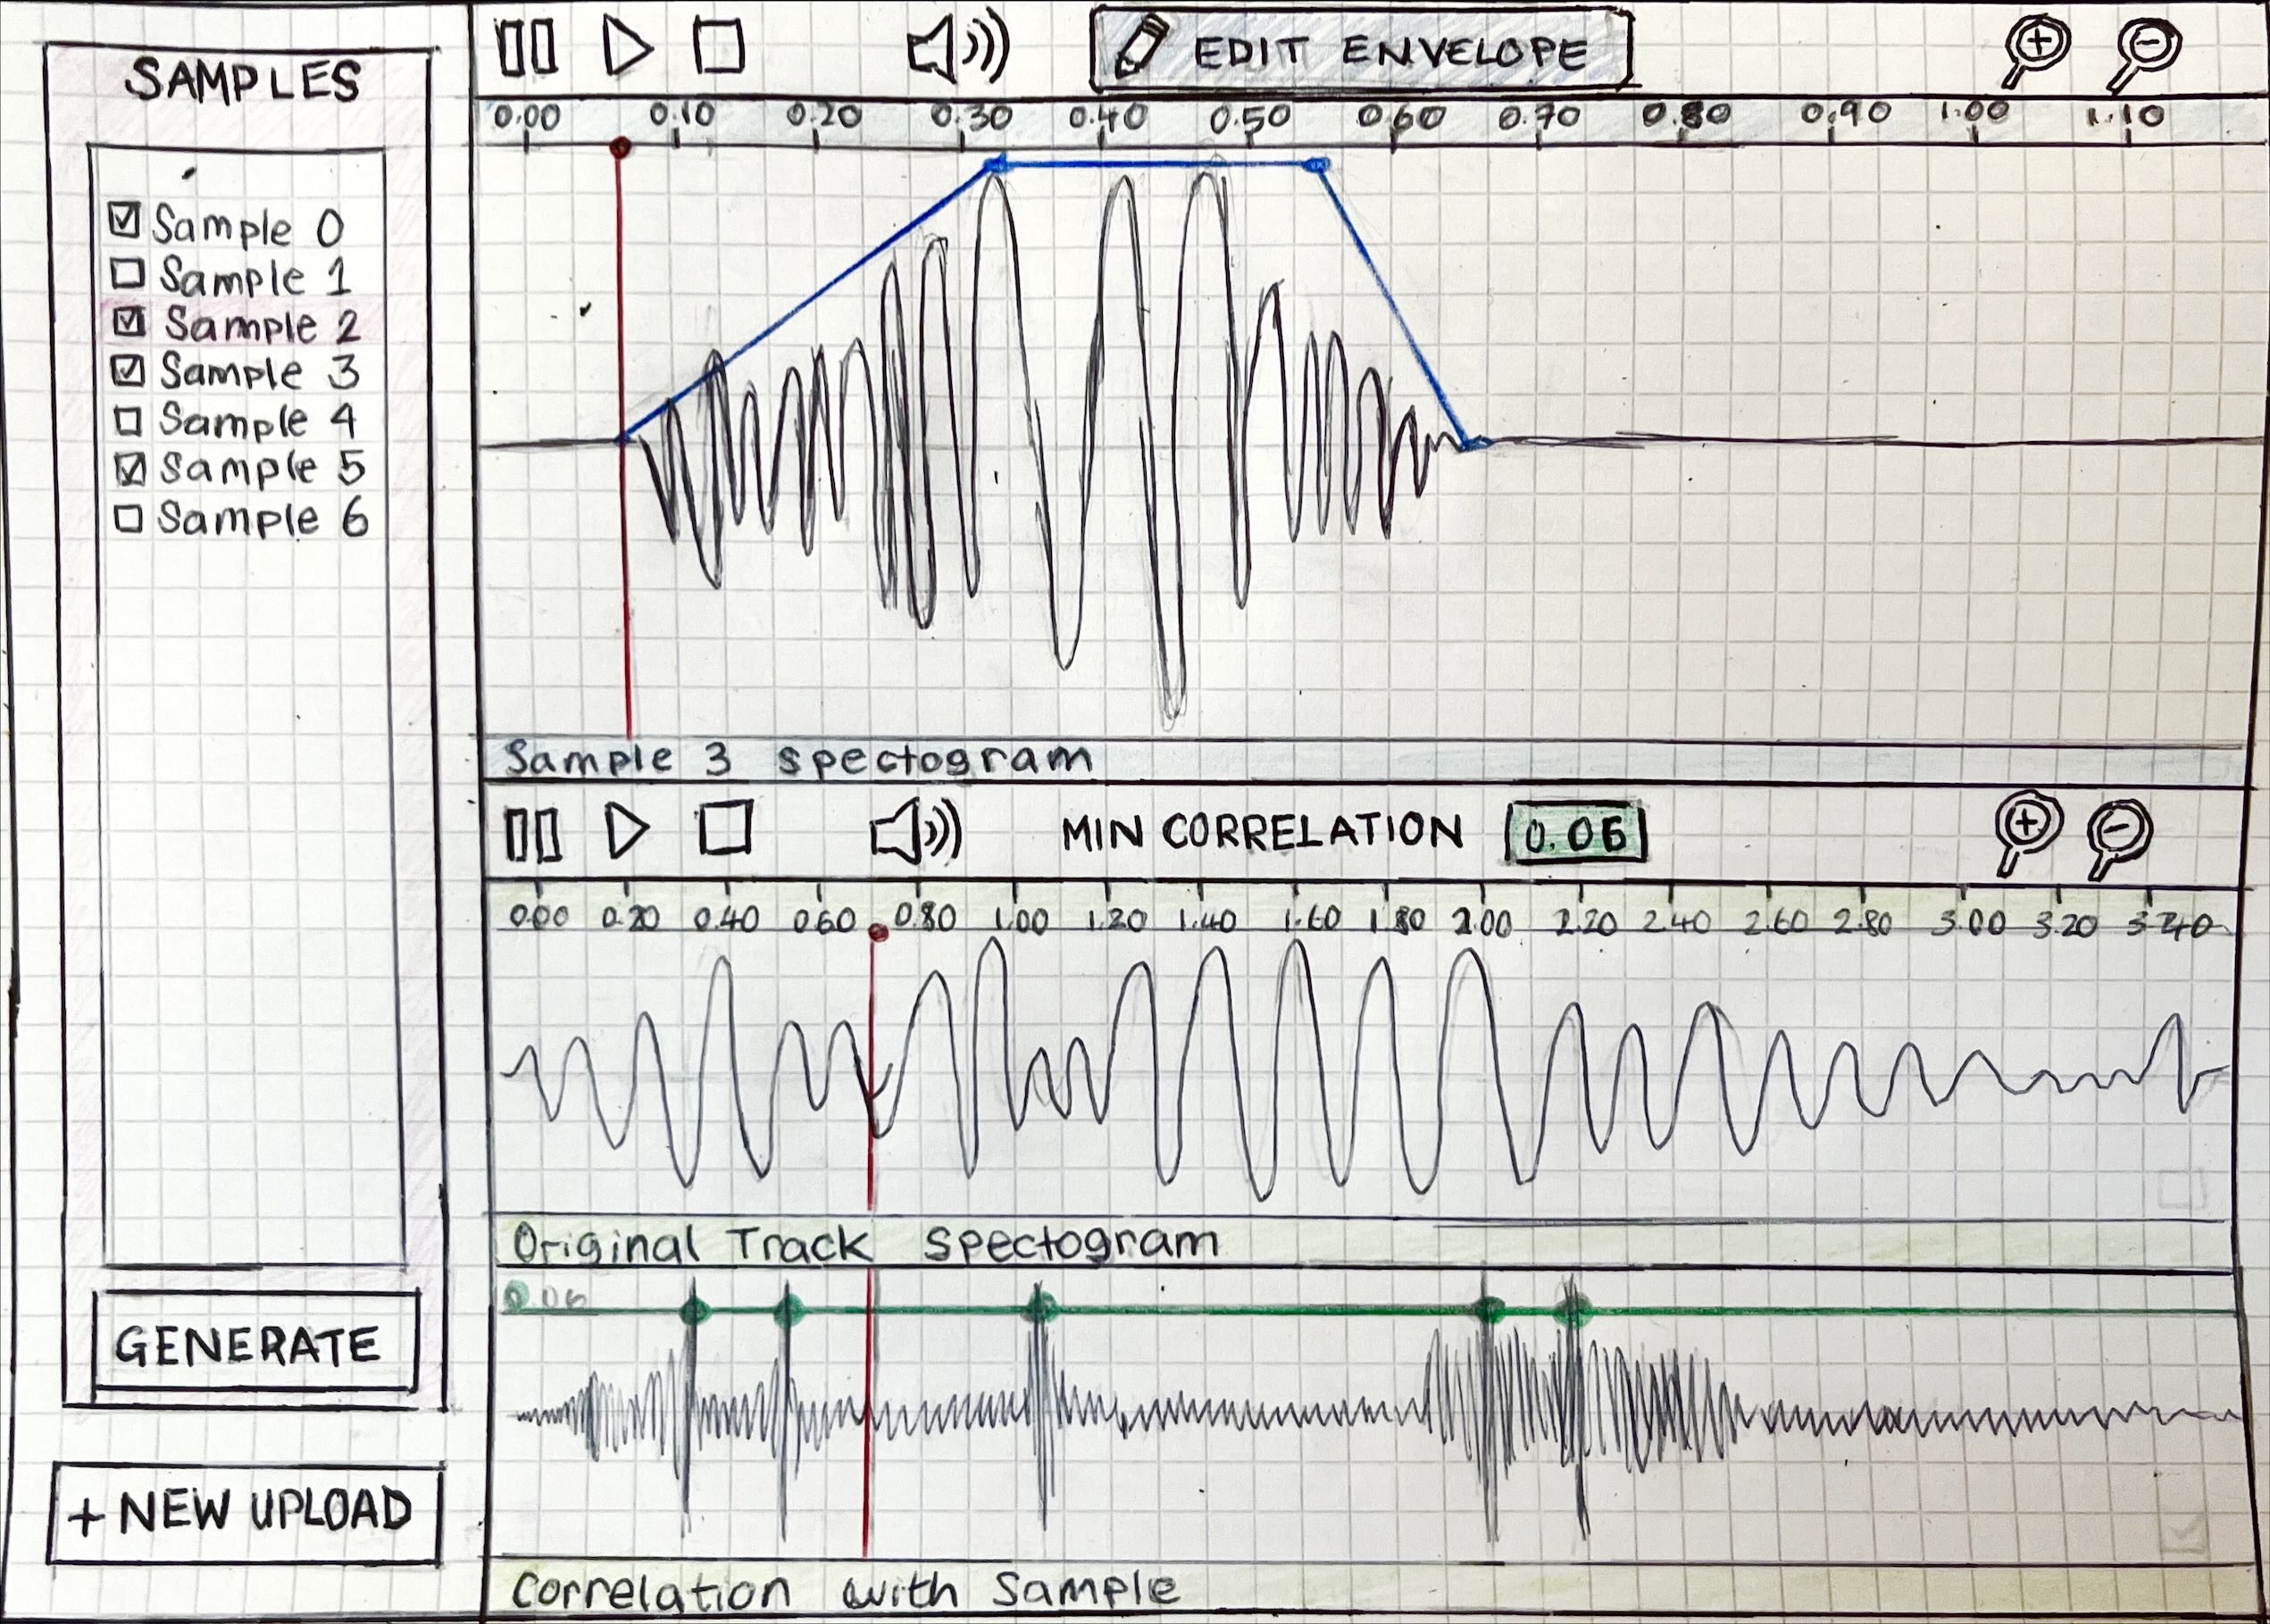 SAMPLES
Sample 0
Sample 1
Sample 2
Sample 3
Sample 4
Sample 5
Sample 6
GENERATE
+ NEW UPLOAD
EDIT ENVELOPE
0.00 0.10 0.20 0.30 0.40 0.50 0.60 0.70 0.80 0.90 1.00 1.10
Sample 3 spectogram
MIN CORRELATION 0.06
0.00 0.20 0.40 0.60 0.80 1.00 1.20 1.40 1.60 1.80 2.00 2.20 2.40 2.60 2.80 3.00 3.20 3.40
Original Track spectogram
0.06
Correlation with Sample